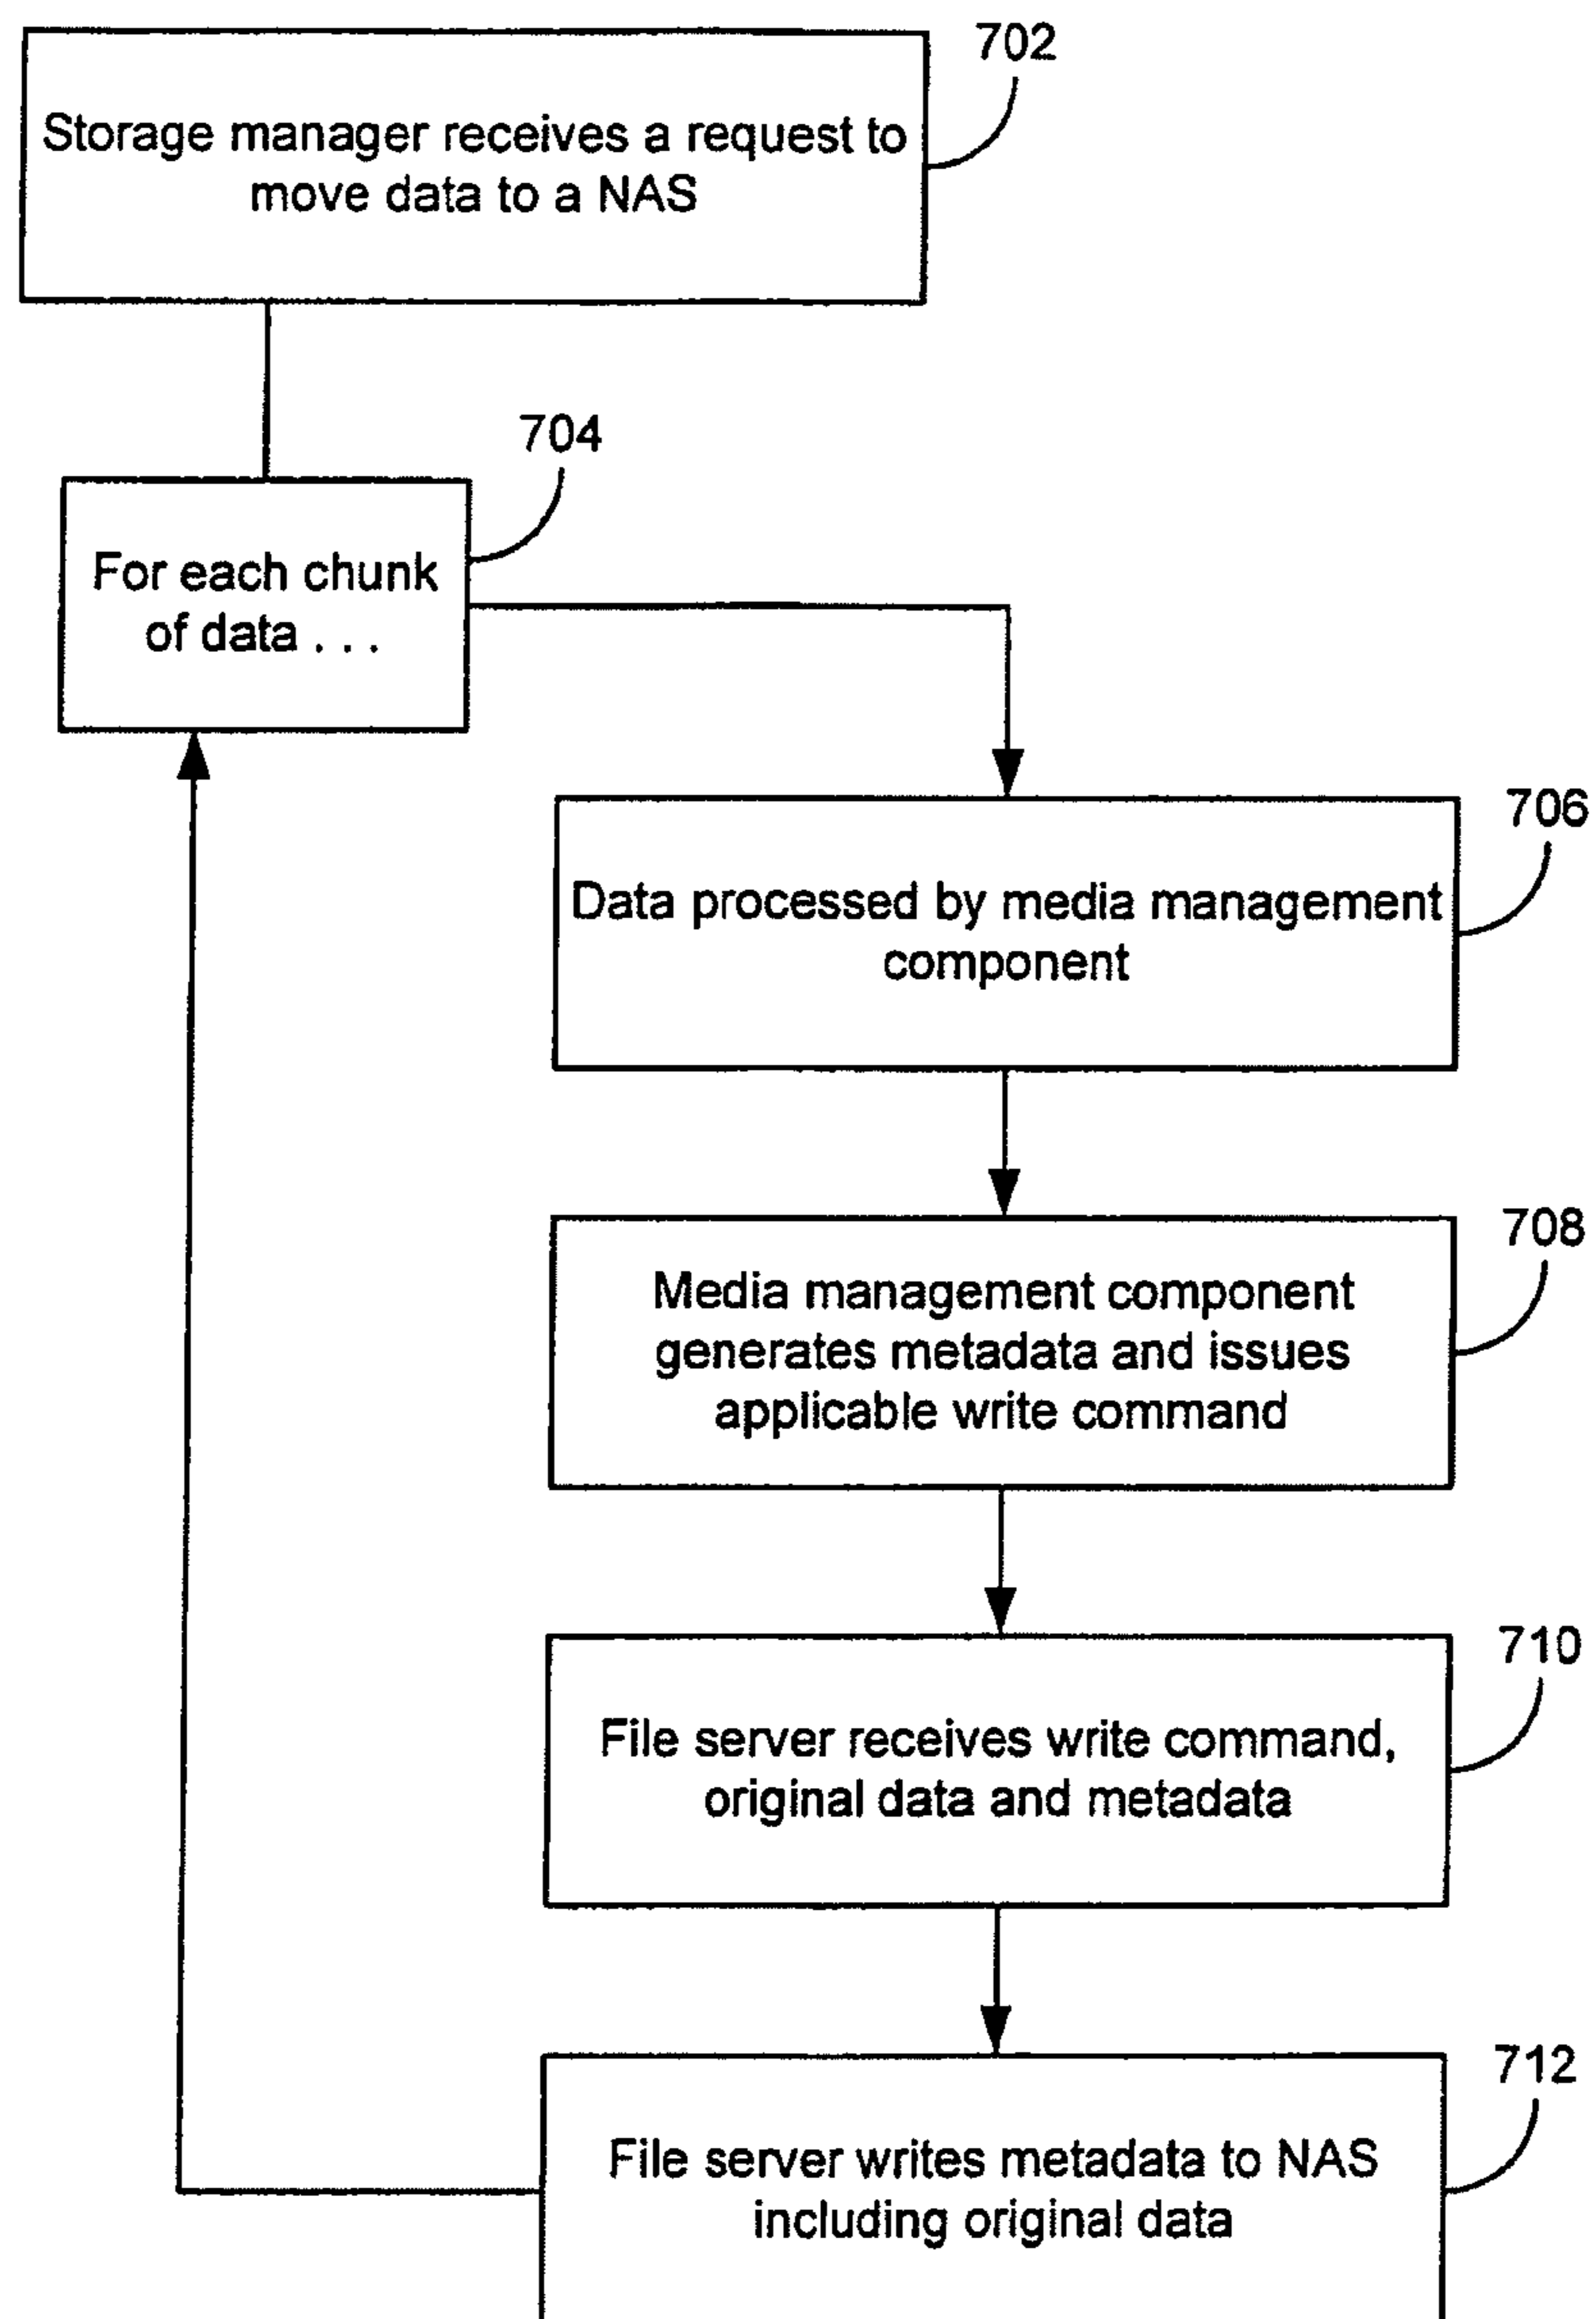 702
Storage manager receives a request to
move data to a NAS
704
For each chunk
of data . . .
706
Data processed by media management
component
708
Media management component
generates metadata and issues
applicable write command
710
File server receives write command,
original data and metadata
712
File server writes metadata to NAS
including original data